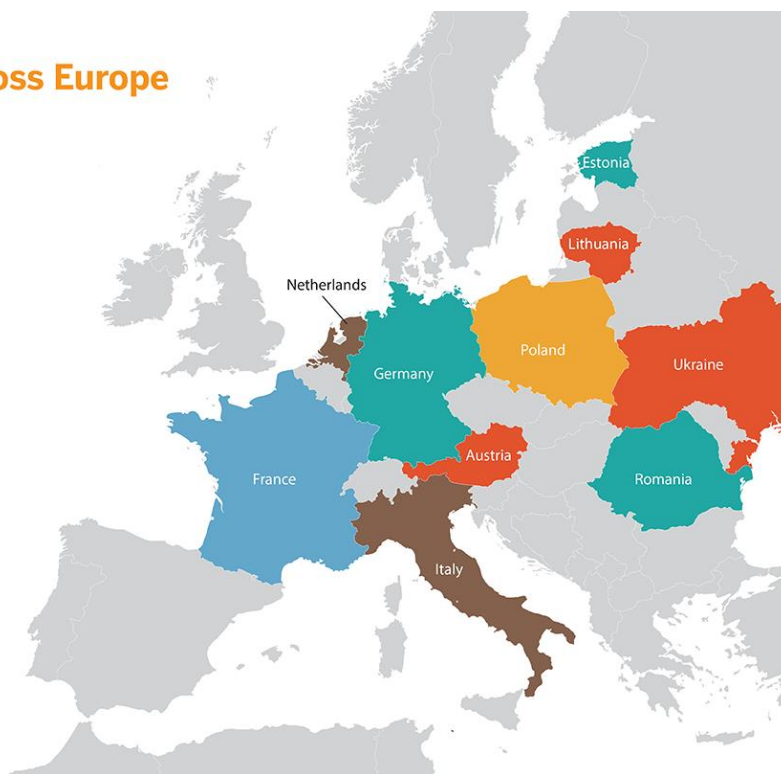 oss Europe
Estonia
Lithuania
Netherlands
Poland
Ukraine
Germany
Austria
France
Romania
Italy